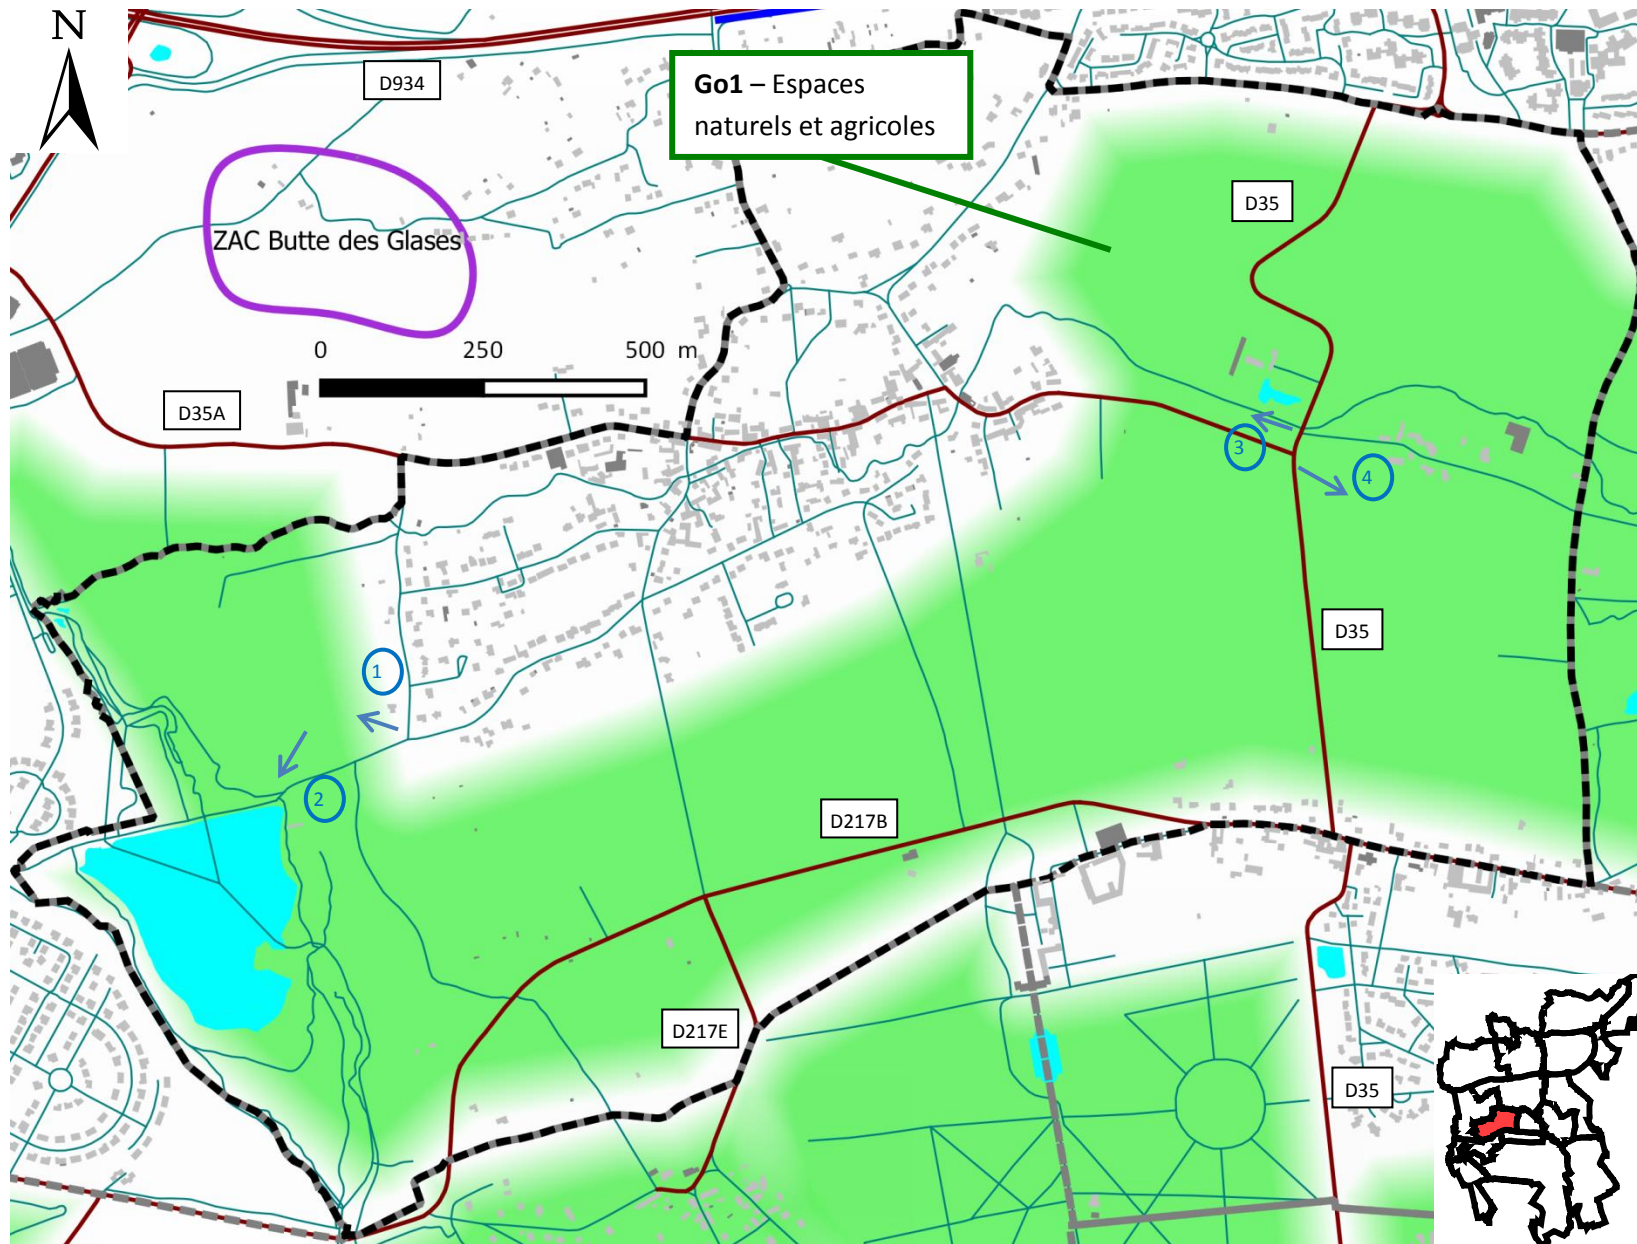 N
D934
Go1 – Espaces
naturels et agricoles
D35
ZAC Butte des Glases
0 250 500 m
D35A
3
4
D35
1
2
D217B
D217E
D35